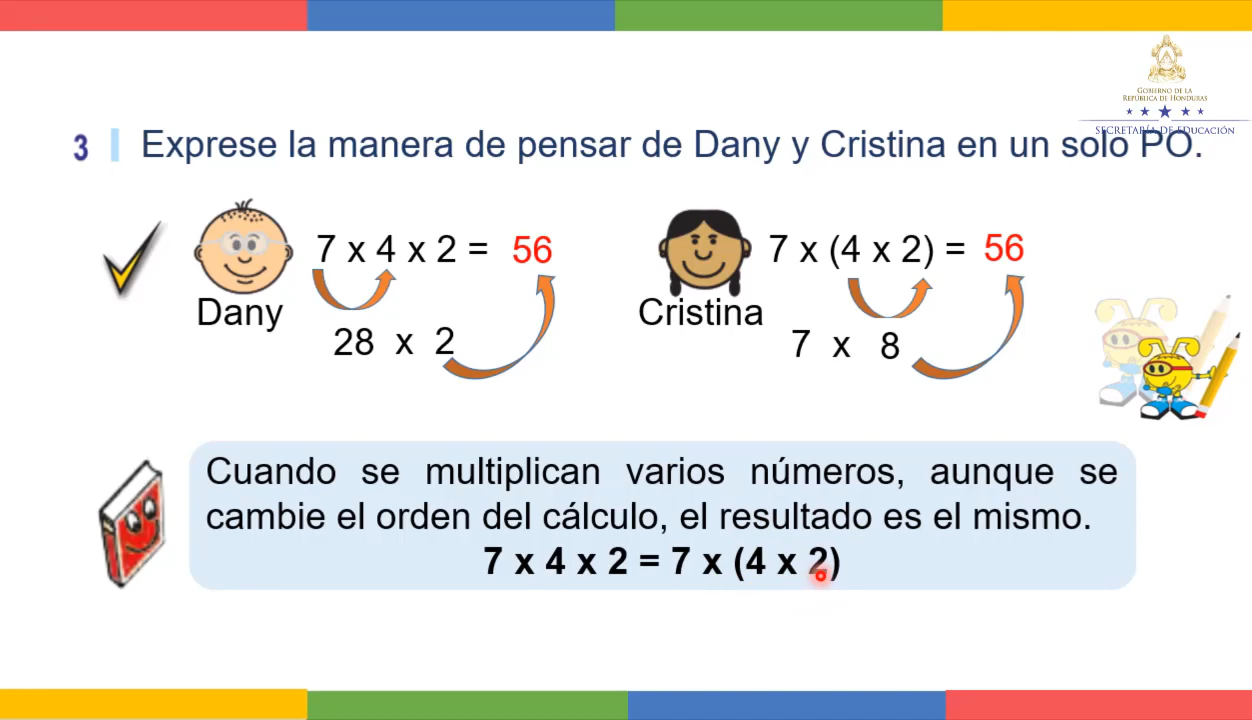 GOBIERNO DE LA
REPÚBLICA DE HONDURAS
SECRETARÍA DE EDUCACIÓN
3 Exprese la manera de pensar de Dany y Cristina en un solo PO.
7 x 4 x 2 = 56
Dany
28 x 2
7 x (4 x 2) = 56
Cristina
7 x 8
Cuando se multiplican varios números, aunque se
cambie el orden del cálculo, el resultado es el mismo.
7 x 4 x 2 = 7 x (4 x 2)